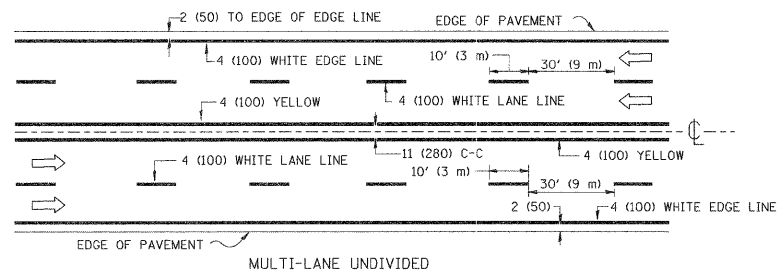 2 (50) TO EDGE OF EDGE LINE
EDGE OF PAVEMENT
4 (100) WHITE EDGE LINE
10' (3 m)
30' (9 m)
4 (100) YELLOW
4 (100) WHITE LANE LINE
℄
4 (100) WHITE LANE LINE
11 (280) C-C
4 (100) YELLOW
10' (3 m)
30' (9 m)
2 (50)
4 (100) WHITE EDGE LINE
EDGE OF PAVEMENT
MULTI-LANE UNDIVIDED